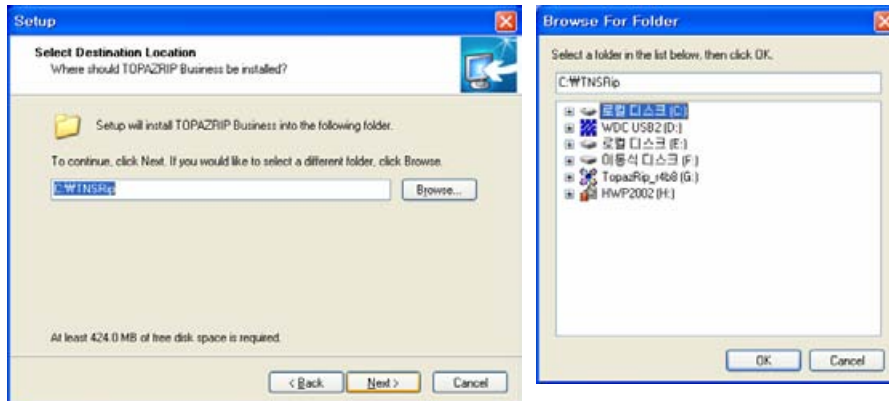 Setup
Select Destination Location
Where should TOPAZRIP Business be installed?
Setup will install TOPAZRIP Business into the following folder.
To continue, click Next. If you would like to select a different folder, click Browse.
C:₩TNSRip
Browse...
At least 424.0 MB of free disk space is required.
< Back
Next >
Cancel
Browse For Folder
Select a folder in the list below, then click OK.
C:₩TNSRip
로컬 디스크 (C:)
WDC USB2 (D:)
로컬 디스크 (E:)
이동식 디스크 (F:)
TopazRip_r4b8 (G:)
HWP2002 (H:)
OK
Cancel